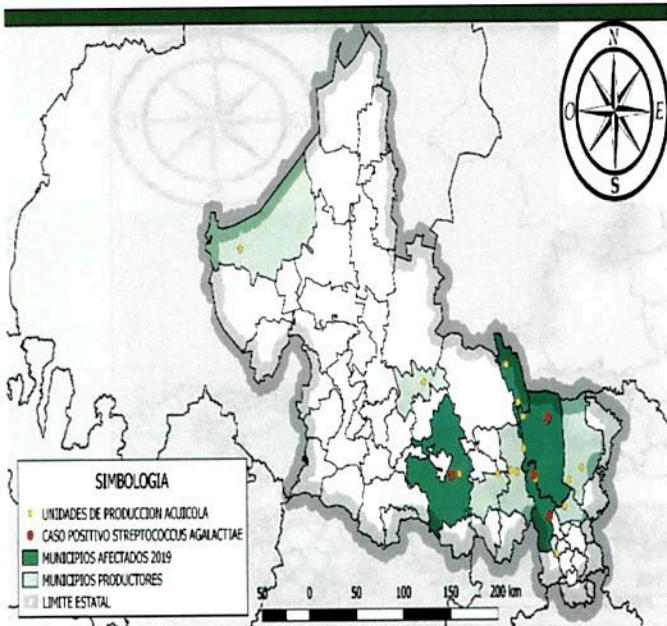 N
O
E
S
SIMBOLOGIA
UNIDADES DE PRODUCCION ACUICOLA
CASO POSITIVO STREPTOCOCCUS AGALACTIAE
MUNICIPIOS AFECTADOS 2019
MUNICIPIOS PRODUCTORES
LIMITE ESTATAL
50 0 50 100 150 200 km